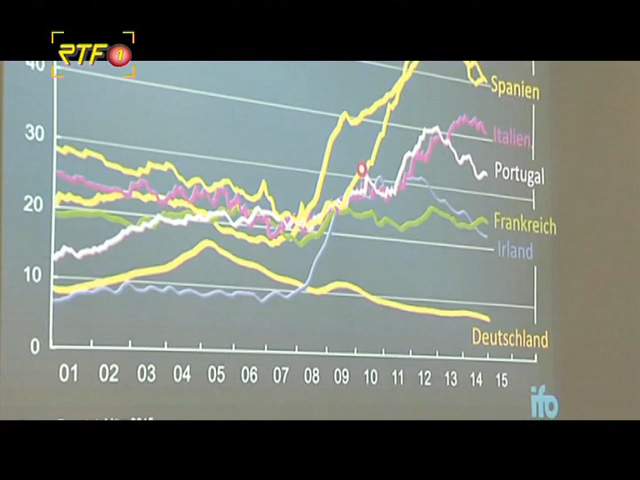 RTF 1
40
Spanien
30
Italien
Portugal
20
Frankreich
Irland
10
Deutschland
0
01 02 03 04 05 06 07 08 09 10 11 12 13 14 15
ifo